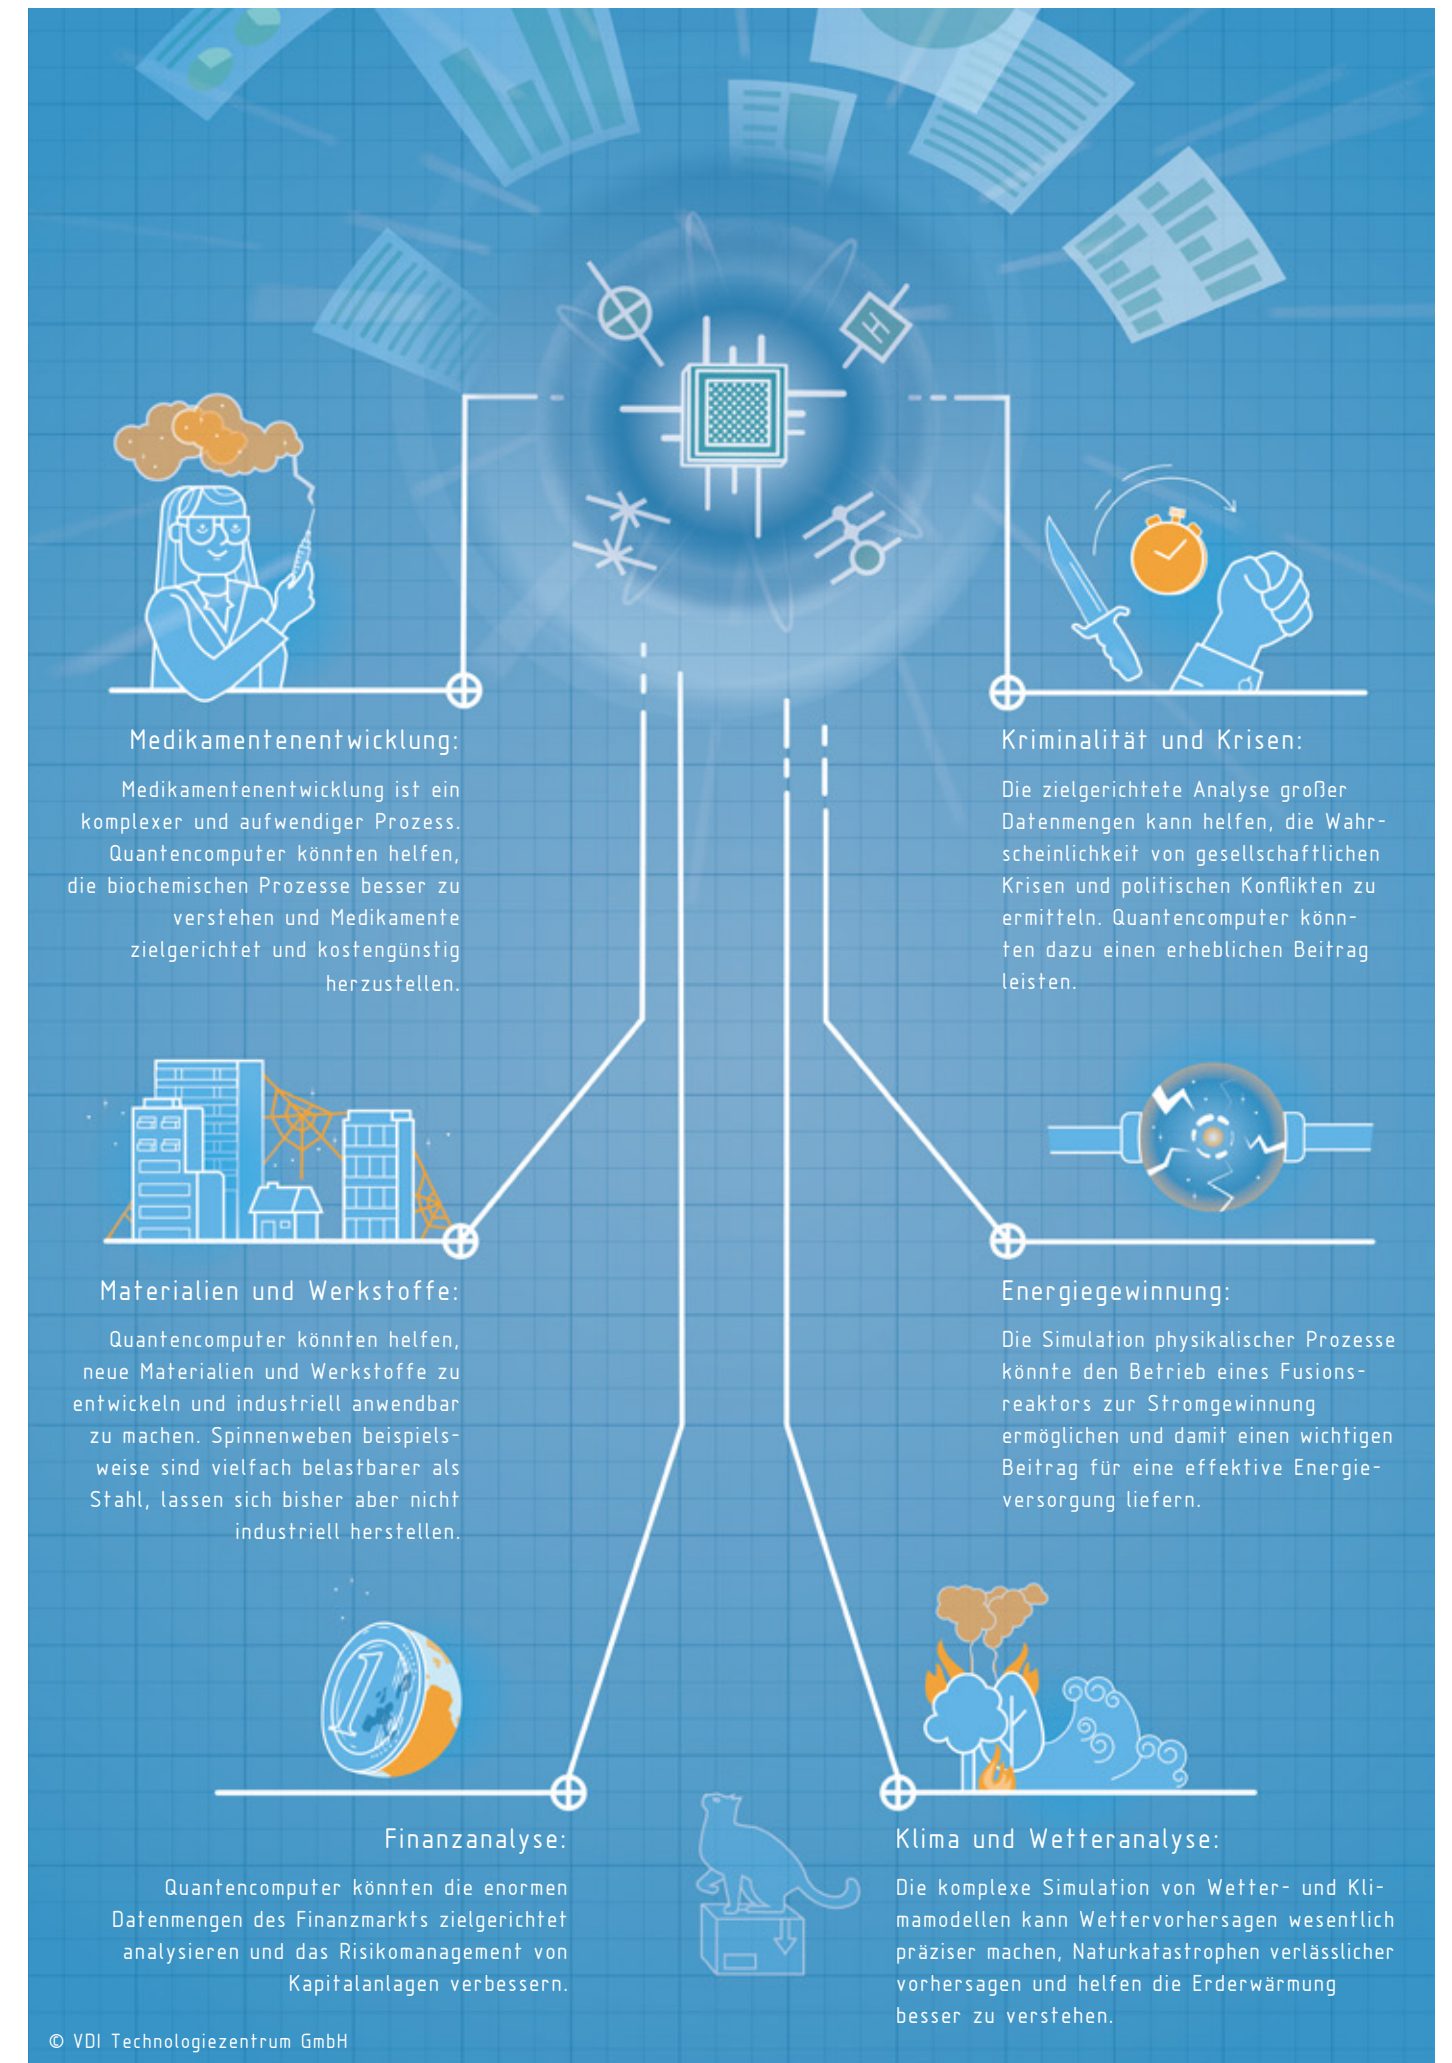 H
Medikamentenentwicklung:
Medikamentenentwicklung ist ein
komplexer und aufwendiger Prozess.
Quantencomputer könnten helfen,
die biochemischen Prozesse besser zu
verstehen und Medikamente
zielgerichtet und kostengünstig
herzustellen.
Kriminalität und Krisen:
Die zielgerichtete Analyse großer
Datenmengen kann helfen, die Wahr-
scheinlichkeit von gesellschaftlichen
Krisen und politischen Konflikten zu
ermitteln. Quantencomputer könn-
ten dazu einen erheblichen Beitrag
leisten.
Materialien und Werkstoffe:
Quantencomputer könnten helfen,
neue Materialien und Werkstoffe zu
entwickeln und industriell anwendbar
zu machen. Spinnenweben beispiels-
weise sind vielfach belastbarer als
Stahl, lassen sich bisher aber nicht
industriell herstellen.
Energiegewinnung:
Die Simulation physikalischer Prozesse
könnte den Betrieb eines Fusions-
reaktors zur Stromgewinnung
ermöglichen und damit einen wichtigen
Beitrag für eine effektive Energie-
versorgung liefern.
1
Finanzanalyse:
Quantencomputer könnten die enormen
Datenmengen des Finanzmarkts zielgerichtet
analysieren und das Risikomanagement von
Kapitalanlagen verbessern.
Klima und Wetteranalyse:
Die komplexe Simulation von Wetter- und Kli-
mamodellen kann Wettervorhersagen wesentlich
präziser machen, Naturkatastrophen verlässlicher
vorhersagen und helfen die Erderwärmung
besser zu verstehen.
© VDI Technologiezentrum GmbH